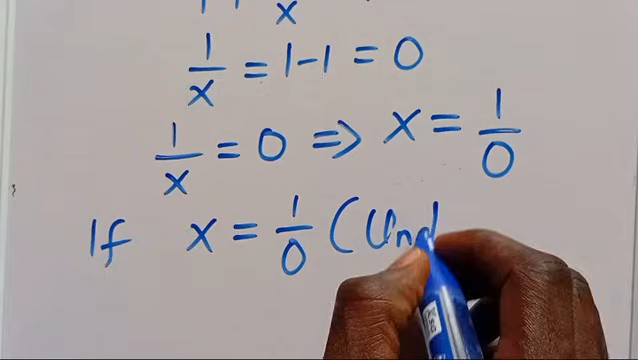 1/x = 1-1 = 0
1/x = 0 => x = 1/0
If x = 1/0 (Und